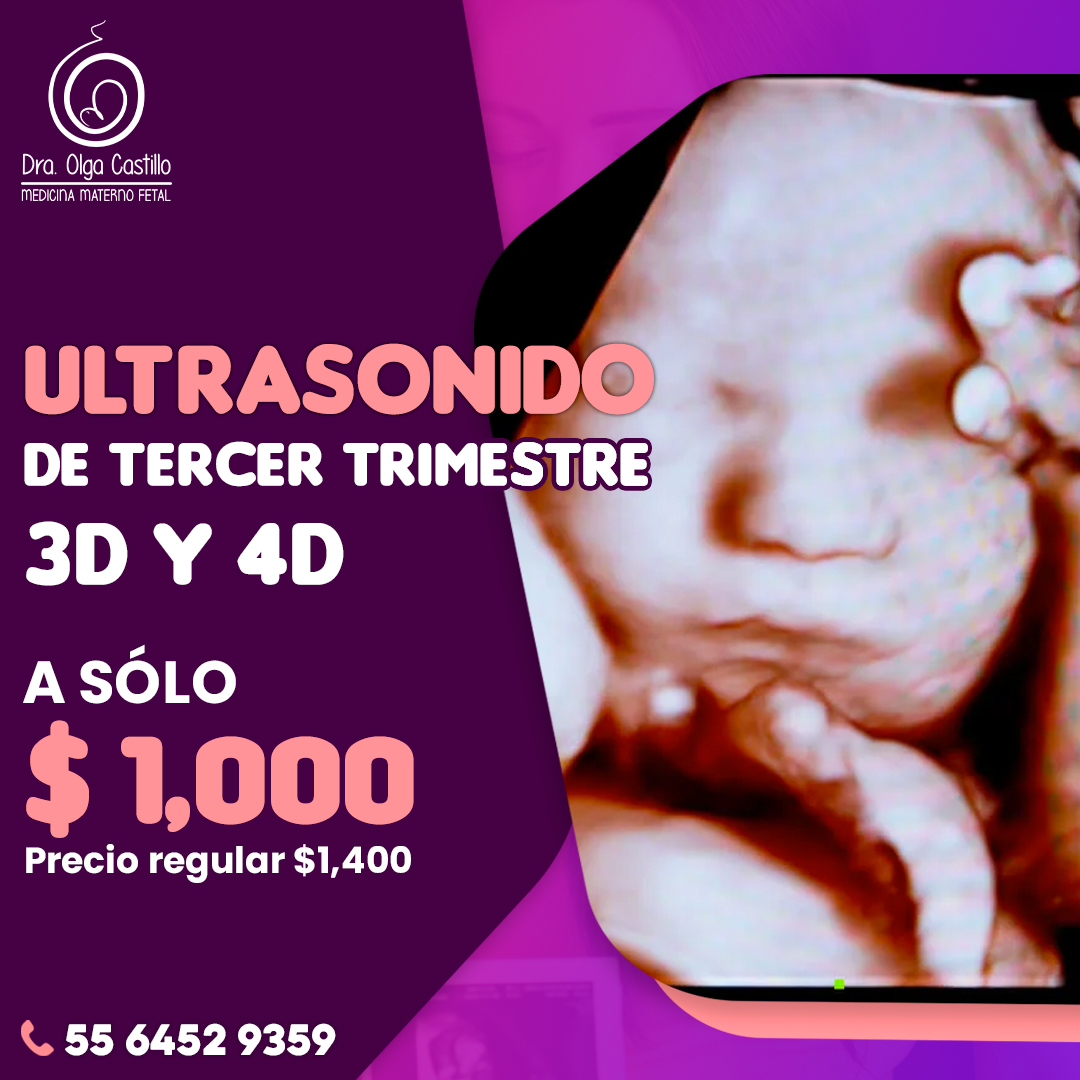 Dra. Olga Castillo
MEDICINA MATERNO FETAL
ULTRASONIDO
DE TERCER TRIMESTRE
3D Y 4D
A SÓLO
$ 1,000
Precio regular $1,400
55 6452 9359